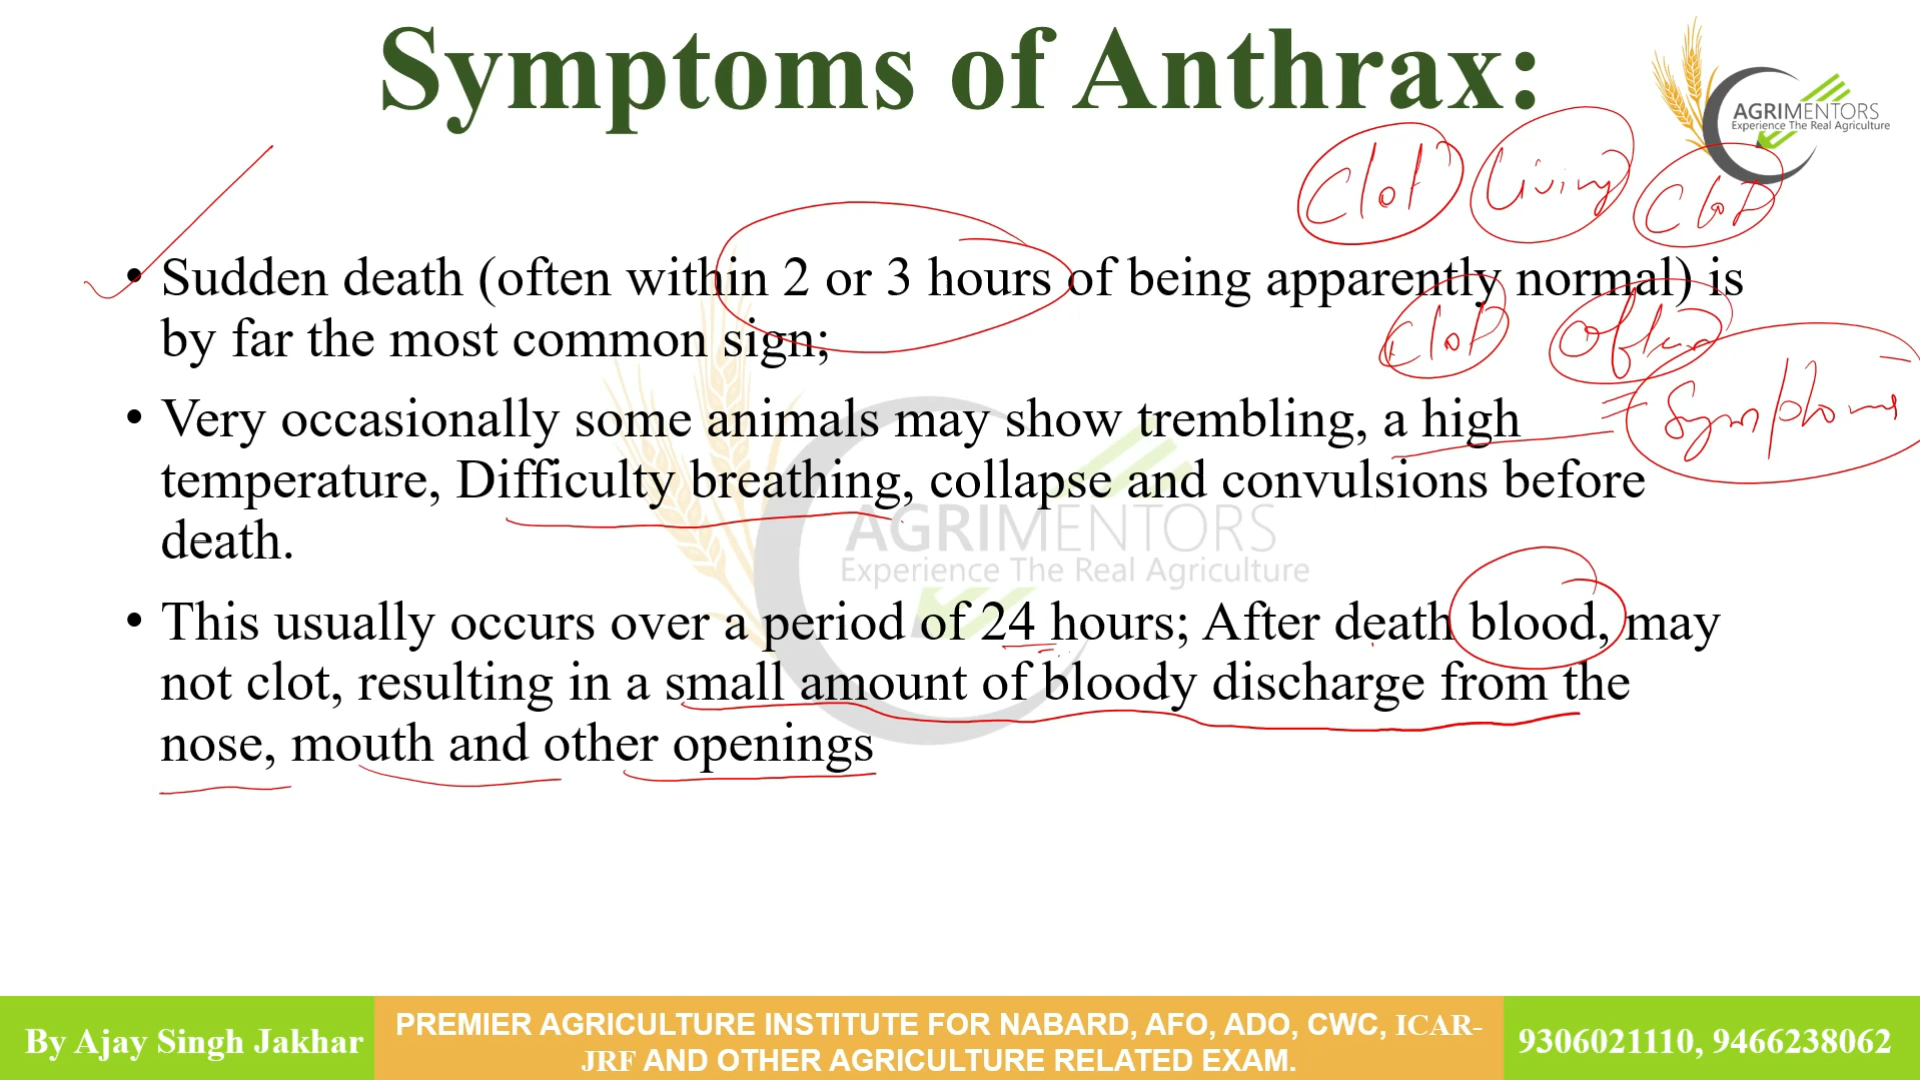 Symptoms of Anthrax:
AGRIMENTORS
Experience The Real Agriculture
Clot Living Clot
• Sudden death (often within 2 or 3 hours of being apparently normal) is
by far the most common sign;
Clot
Symptoms
• Very occasionally some animals may show trembling, a high
temperature, Difficulty breathing, collapse and convulsions before
death.
AGRIMENTORS
Experience The Real Agriculture
• This usually occurs over a period of 24 hours; After death blood, may
not clot, resulting in a small amount of bloody discharge from the
nose, mouth and other openings
By Ajay Singh Jakhar
PREMIER AGRICULTURE INSTITUTE FOR NABARD, AFO, ADO, CWC, ICAR-
JRF AND OTHER AGRICULTURE RELATED EXAM.
9306021110, 9466238062